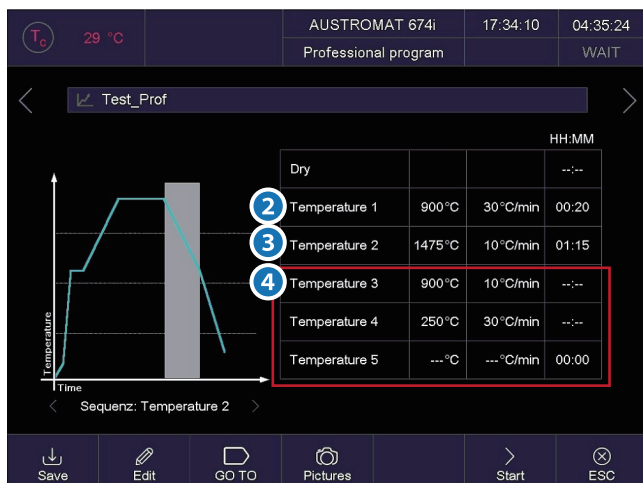 Tc 29 °C AUSTROMAT 674i 17:34:10 04:35:24
Professional program WAIT
Test_Prof
HH:MM
Dry --:--
2 Temperature 1 900°C 30°C/min 00:20
3 Temperature 2 1475°C 10°C/min 01:15
4 Temperature 3 900°C 10°C/min --:--
Temperature 4 250°C 30°C/min --:--
Temperature 5 ---°C ---°C/min 00:00
Temperature
Time
< Sequenz: Temperature 2 >
Save Edit GO TO Pictures Start ESC